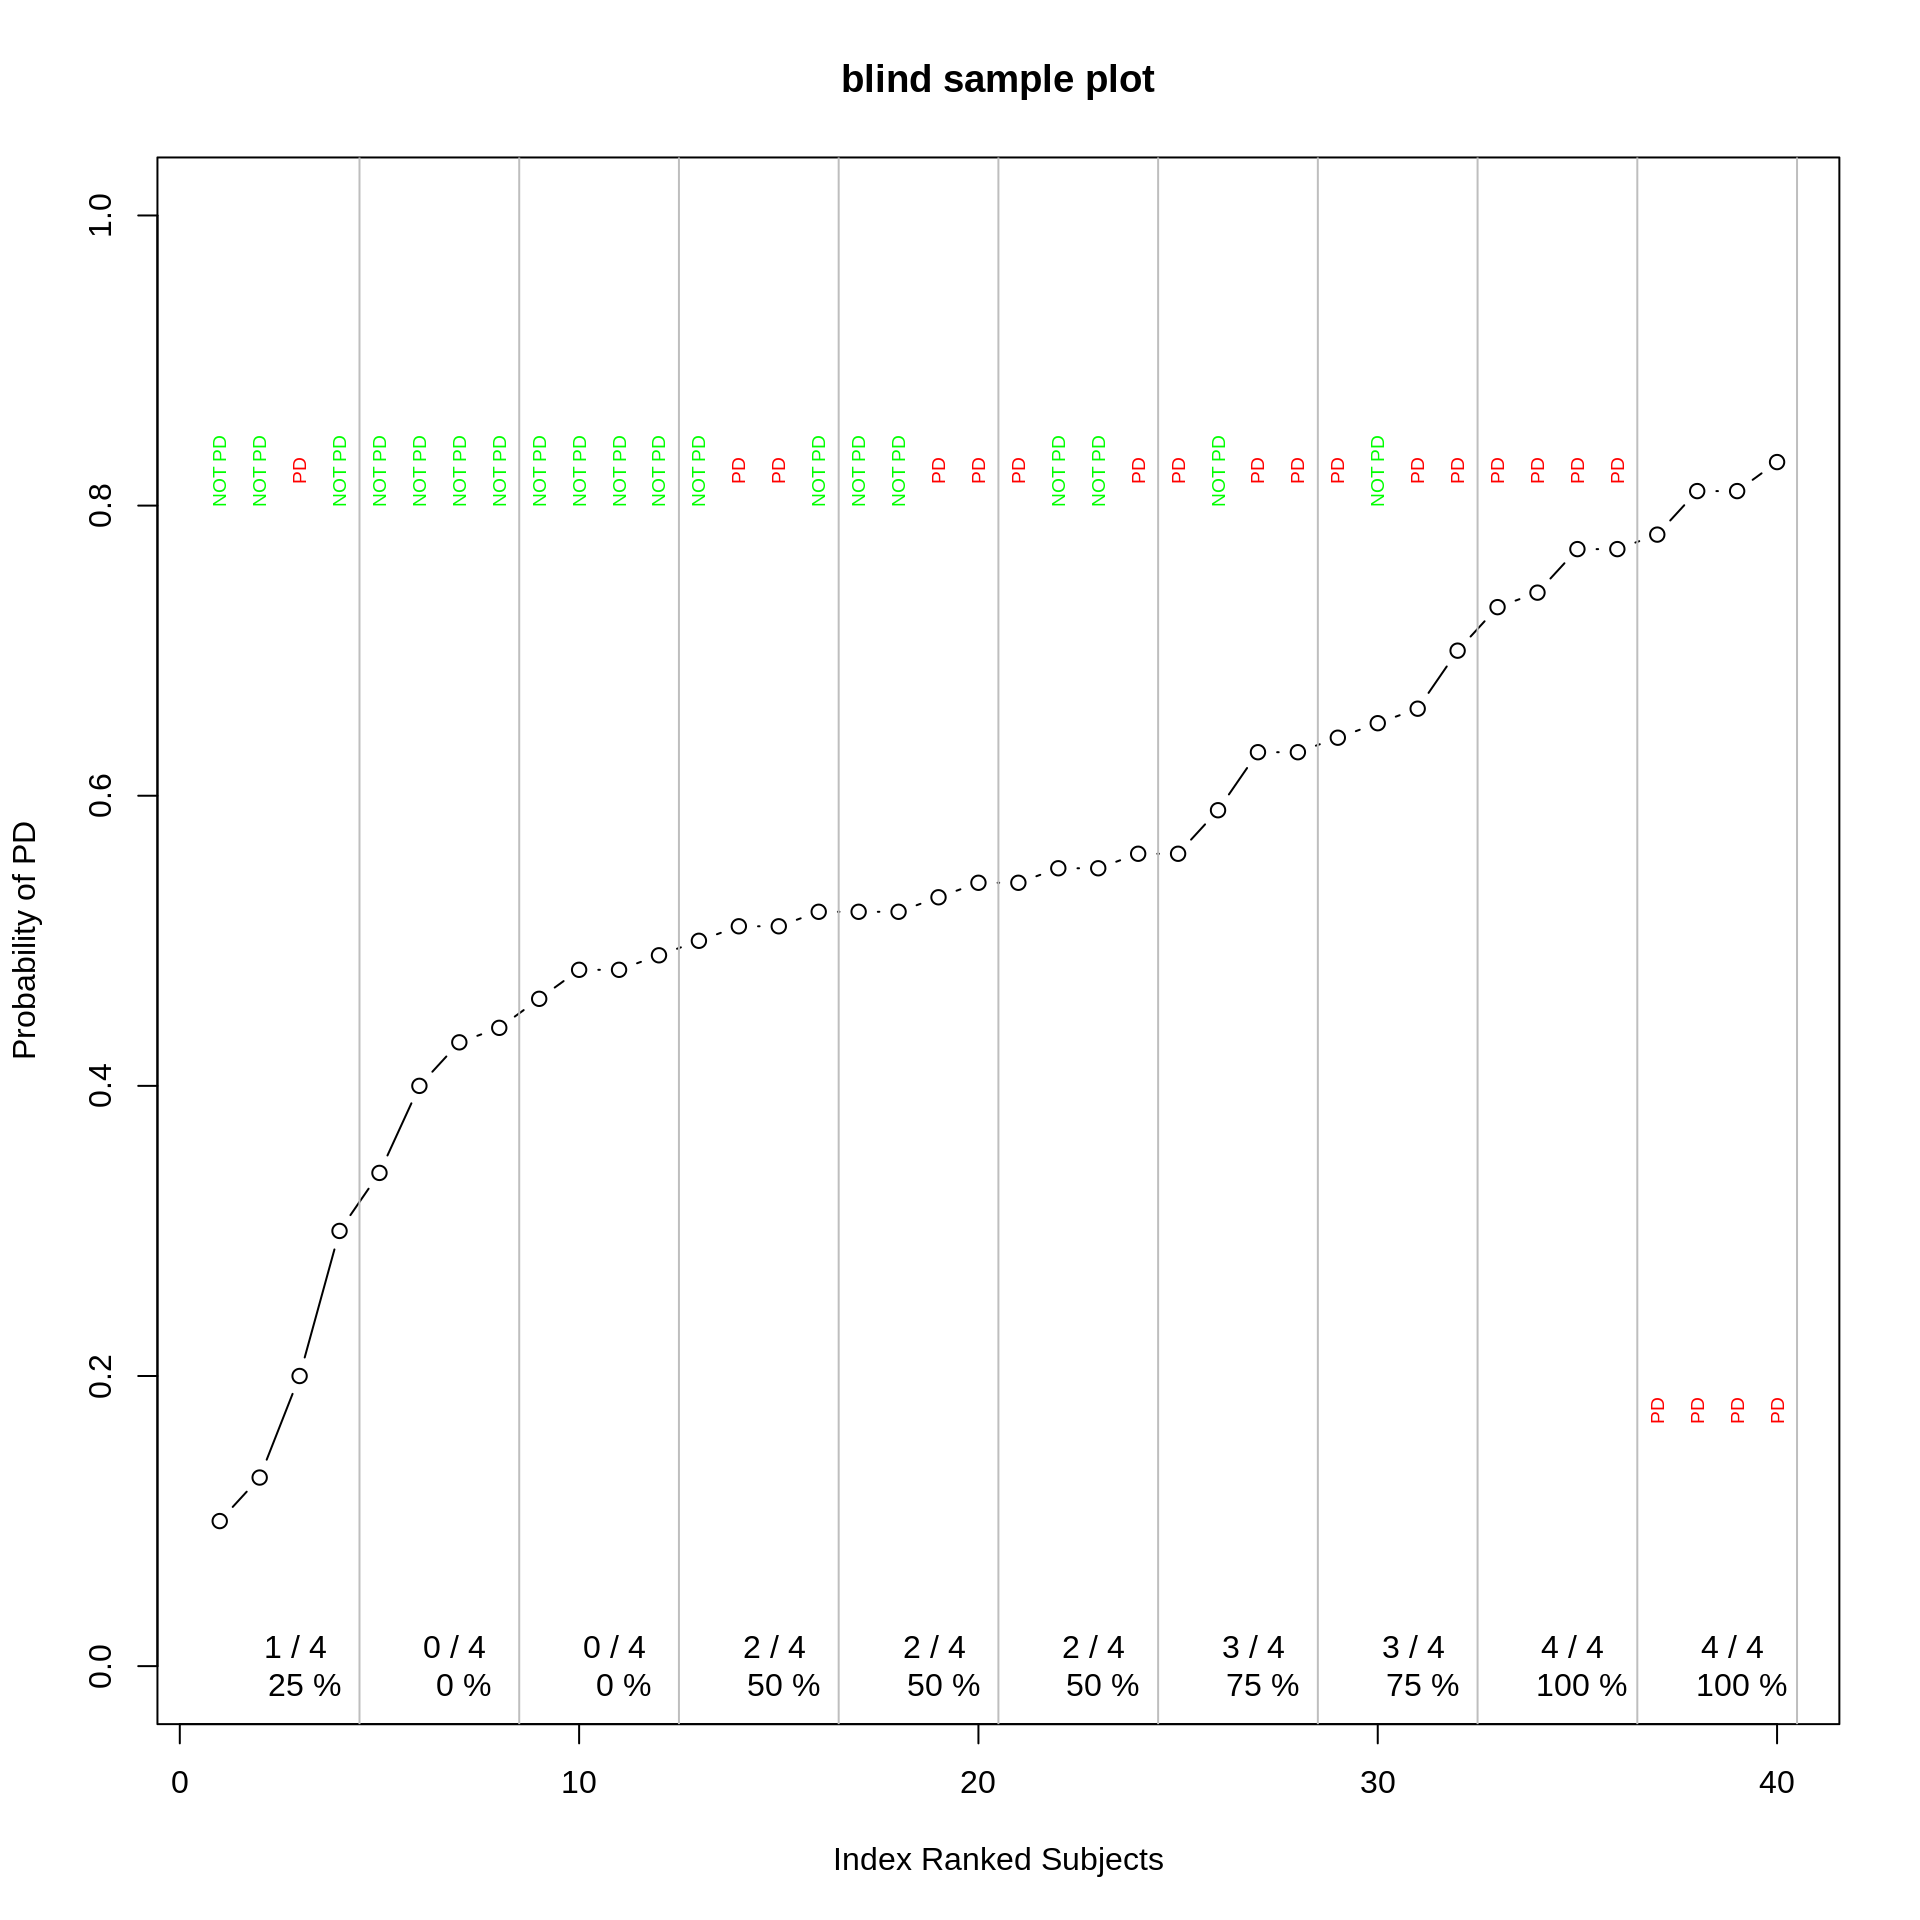 blind sample plot
1.0
0.8
0.6
0.4
0.2
0.0
Probability of PD
NOT PD NOT PD PD NOT PD NOT PD NOT PD NOT PD NOT PD NOT PD NOT PD NOT PD NOT PD NOT PD PD PD NOT PD NOT PD NOT PD PD PD PD NOT PD NOT PD PD PD NOT PD PD PD PD NOT PD PD PD PD PD PD PD
PD PD PD PD
1 / 4 0 / 4 0 / 4 2 / 4 2 / 4 2 / 4 3 / 4 3 / 4 4 / 4 4 / 4
25 % 0 % 0 % 50 % 50 % 50 % 75 % 75 % 100 % 100 %
0 10 20 30 40
Index Ranked Subjects